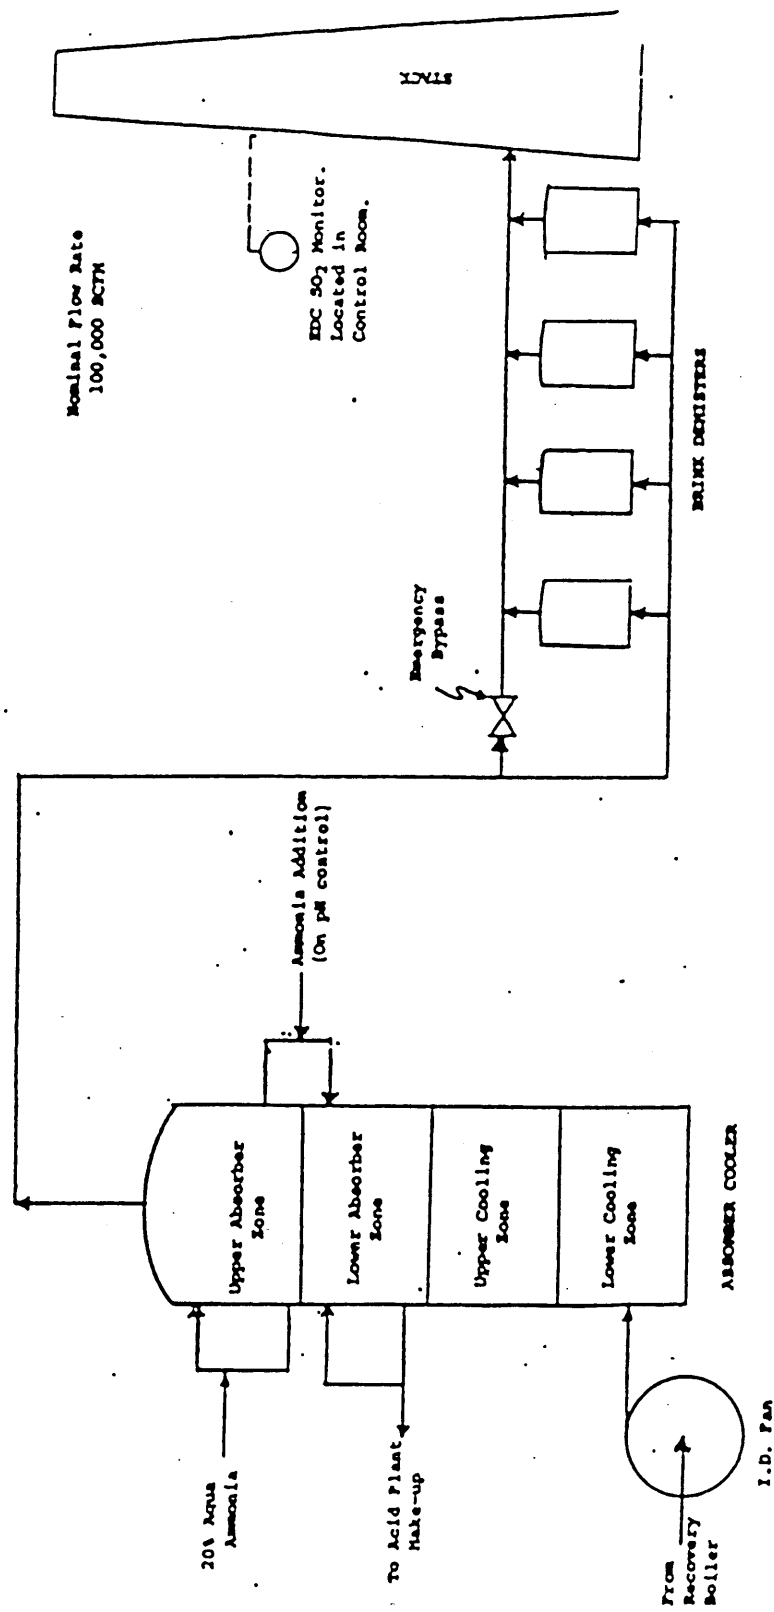 STACK
Nominal Flow Rate
100,000 SCFM
EDC SO2 Monitor.
Located in
Control Room.
BRINK DEMISTERS
Emergency
Bypass
Ammonia Addition
(On pH control)
Upper Absorber
Zone
Lower Absorber
Zone
Upper Cooling
Zone
Lower Cooling
Zone
ABSORBER COOLER
20% Aqua
Ammonia
To Acid Plant
Make-up
From
Recovery
Boiler
I.D. Fan